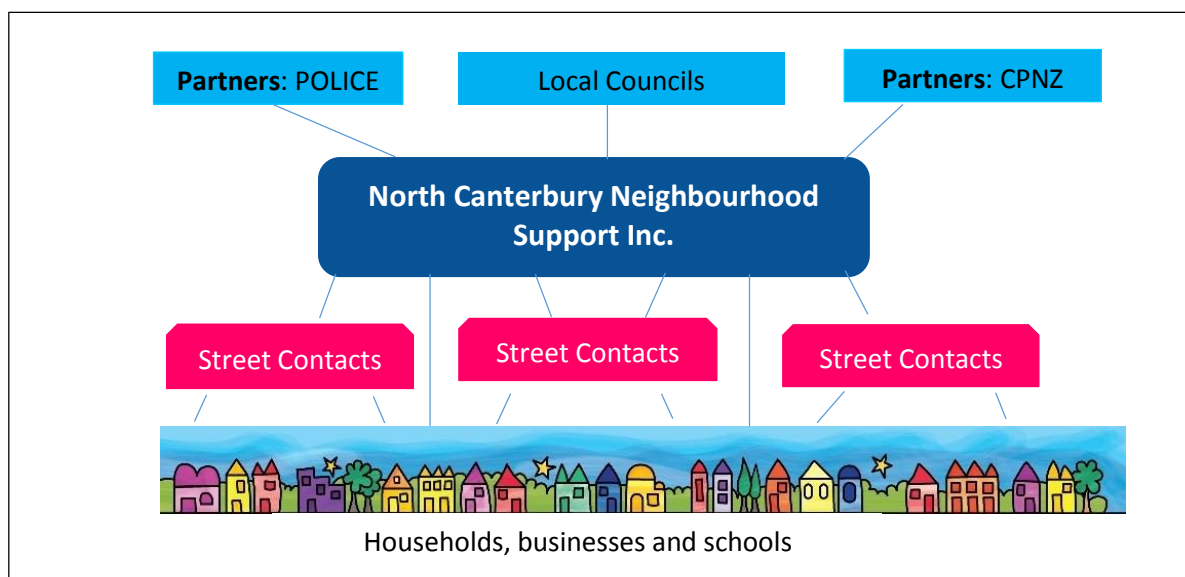 Partners: POLICE
Local Councils
Partners: CPNZ
North Canterbury Neighbourhood
Support Inc.
Street Contacts
Street Contacts
Street Contacts
Households, businesses and schools